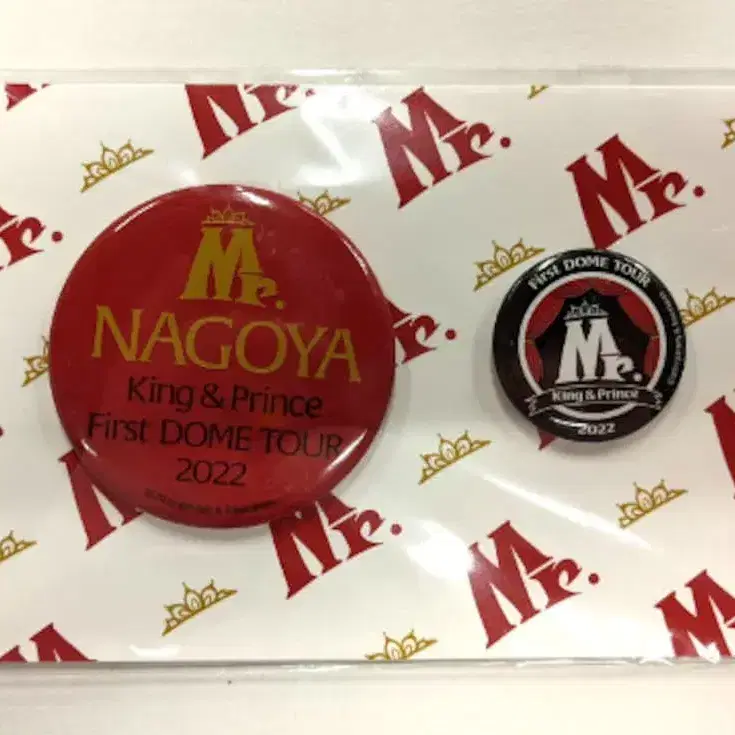 Mr.
Mr.
Mr.
Mr.
Mr.
NAGOYA
King & Prince
First DOME TOUR
2022
First DOME TOUR
Mr.
King & Prince
2022
Mr.
Mr.